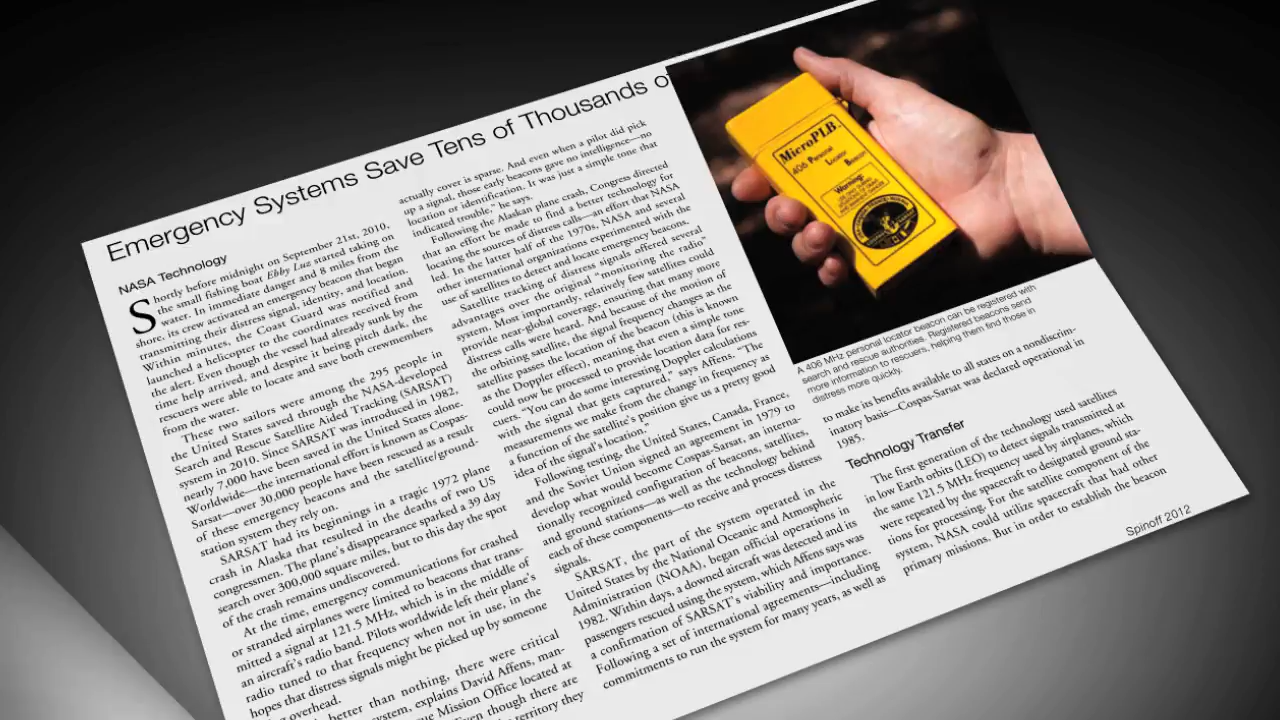 Emergency Systems Save Tens of Thousands o
NASA Technology
Shortly before midnight on September 21st, 2010,
the small fishing boat Ebby Luz started taking on
water. In immediate danger and 8 miles from the
shore, its crew activated an emergency beacon that began
transmitting their distress signal, identity, and location.
Within minutes, the Coast Guard was notified and
launched a helicopter to the coordinates received from
the alert. Even though the vessel had already sunk by the
time help arrived, and despite it being pitch dark, the
rescuers were able to locate and save both crewmembers
from the water.
These two sailors were among the 295 people in
the United States saved through the NASA-developed
Search and Rescue Satellite Aided Tracking (SARSAT)
system in 2010. Since SARSAT was introduced in 1982,
nearly 7,000 have been saved in the United States alone.
Worldwide—the international effort is known as Cospas-
Sarsat—over 30,000 people have been rescued as a result
of these emergency beacons and the satellite/ground-
station system they rely on.
SARSAT had its beginnings in a tragic 1972 plane
crash in Alaska that resulted in the deaths of two US
congressmen. The plane's disappearance sparked a 39 day
search over 300,000 square miles, but to this day the spot
of the crash remains undiscovered.
At the time, emergency communications for crashed
or stranded airplanes were limited to beacons that trans-
mitted a signal at 121.5 MHz, which is in the middle of
an aircraft's radio band. Pilots worldwide left their plane's
radio tuned to that frequency when not in use, in the
hopes that distress signals might be picked up by someone
overhead.
better than nothing, there were critical
system, explains David Affens, man-
ue Mission Office located at
Even though there are
territory they
actually cover is sparse. And even when a pilot did pick
up a signal, those early beacons gave no intelligence—no
location or identification. It was just a simple tone that
indicated trouble," he says.
Following the Alaskan plane crash, Congress directed
that an effort be made to find a better technology for
locating the sources of distress calls—an effort that NASA
led. In the latter half of the 1970s, NASA and several
other international organizations experimented with the
use of satellites to detect and locate emergency beacons.
Satellite tracking of distress signals offered several
advantages over the original "monitoring the radio"
system. Most importantly, relatively few satellites could
provide near-global coverage, ensuring that many more
distress calls were heard. And because of the motion of
the orbiting satellite, the signal frequency changes as the
satellite passes the location of the beacon (this is known
as the Doppler effect), meaning that even a simple tone
could now be processed to provide location data for res-
cuers. "You can do some interesting Doppler calculations
with the signal that gets captured," says Affens. "The
measurements we make from the change in frequency as
a function of the satellite's position give us a pretty good
idea of the signal's location."
Following testing, the United States, Canada, France,
and the Soviet Union signed an agreement in 1979 to
develop what would become Cospas-Sarsat, an interna-
tionally recognized configuration of beacons, satellites,
and ground stations—as well as the technology behind
each of these components—to receive and process distress
signals.
SARSAT, the part of the system operated in the
United States by the National Oceanic and Atmospheric
Administration (NOAA), began official operations in
1982. Within days, a downed aircraft was detected and its
passengers rescued using the system, which Affens says was
a confirmation of SARSAT's viability and importance.
Following a set of international agreements—including
commitments to run the system for many years, as well as
MicroPLB.
406 Personal
Locator
Beacon
Warning:
A 406 MHz personal locator beacon can be registered with
search and rescue authorities. Registered beacons send
more information to rescuers, helping them find those in
distress more quickly.
to make its benefits available to all states on a nondiscrim-
inatory basis—Cospas-Sarsat was declared operational in
1985.
Technology Transfer
The first generation of the technology used satellites
in low Earth orbits (LEO) to detect signals transmitted at
the same 121.5 MHz frequency used by airplanes, which
were repeated by the spacecraft to designated ground sta-
tions for processing. For the satellite component of the
system, NASA could utilize spacecraft that had other
primary missions. But in order to establish the beacon
Spinoff 2012